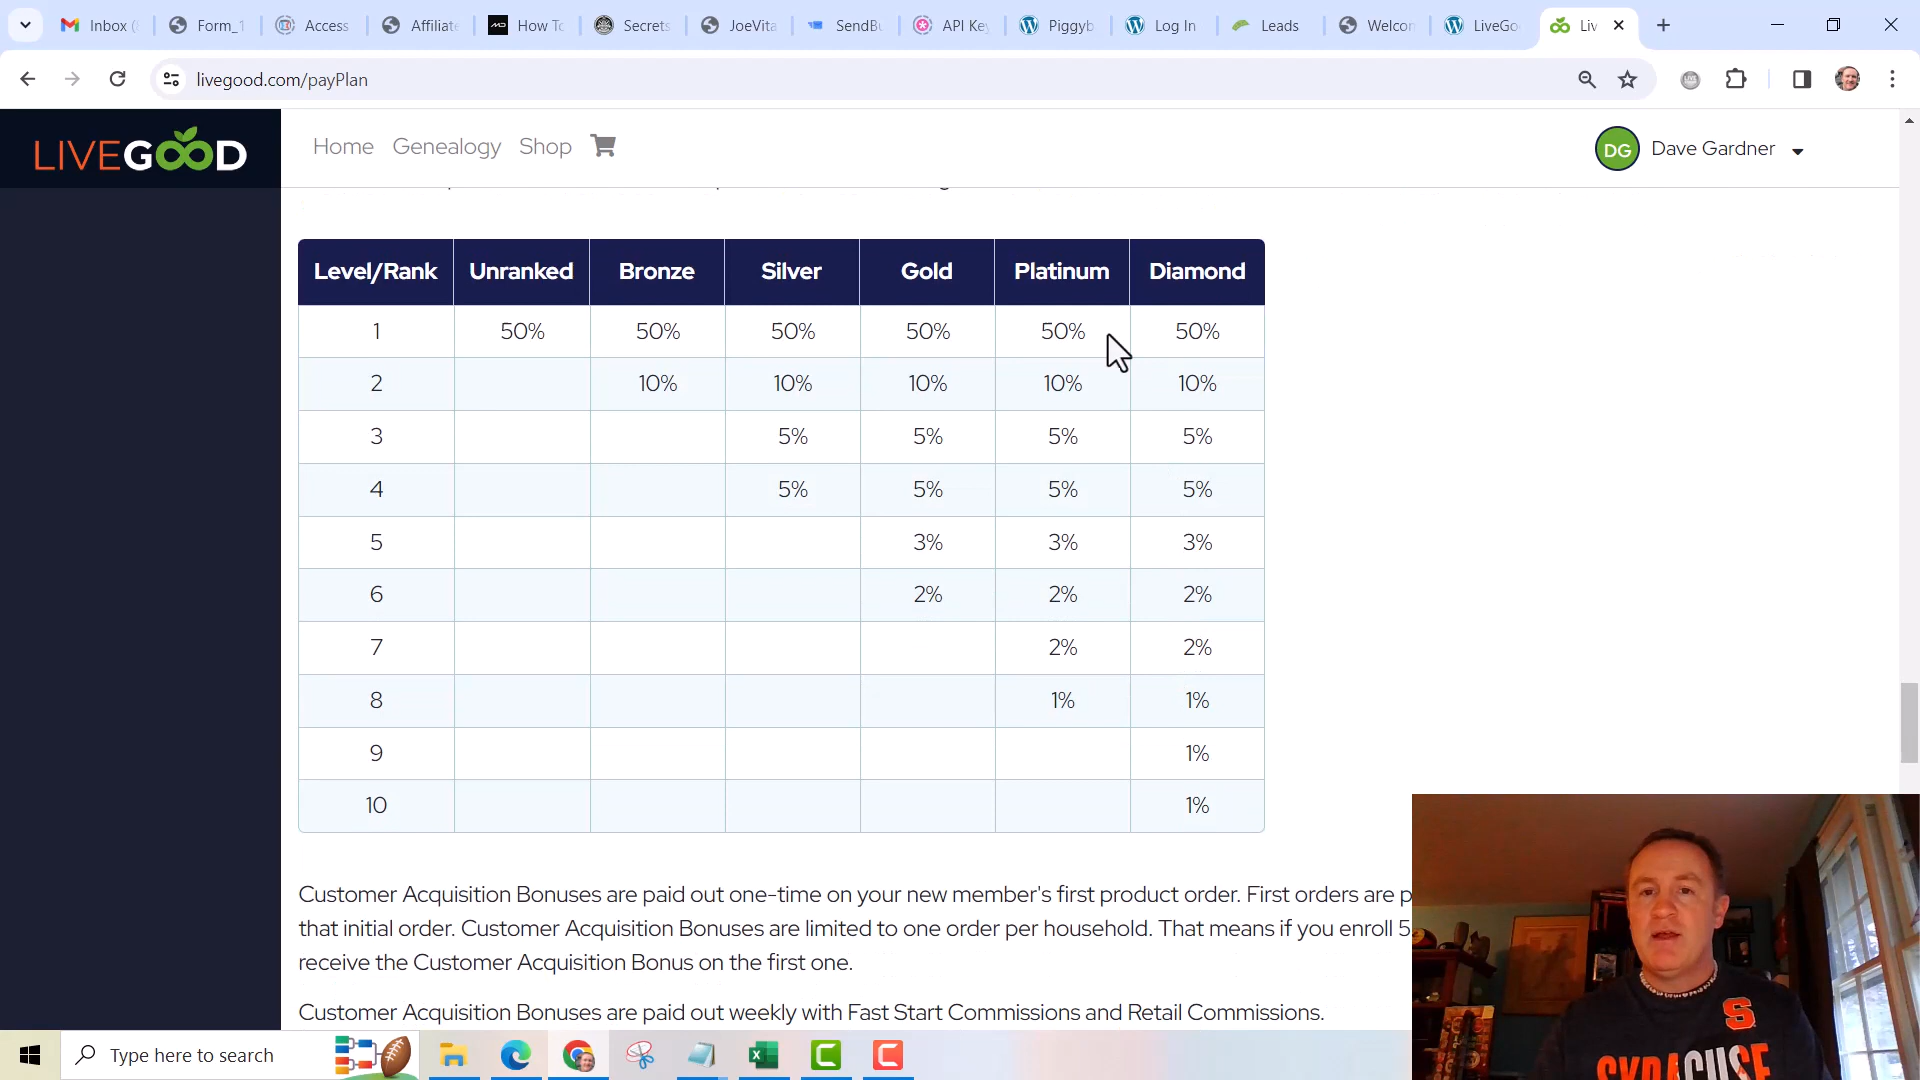 Inbox (
Form_1
Access
Affiliate
How To
Secrets
JoeVita
SendBu
API Key
Piggyb
Log In
Leads
Welcon
LiveGo
Liv
livegood.com/payPlan
LIVEGOOD
Home
Genealogy
Shop
DG
Dave Gardner
Level/Rank Unranked Bronze Silver Gold Platinum Diamond
1 50% 50% 50% 50% 50% 50%
2 10% 10% 10% 10% 10%
3 5% 5% 5% 5%
4 5% 5% 5% 5%
5 3% 3% 3%
6 2% 2% 2%
7 2% 2%
8 1% 1%
9 1%
10 1%
Customer Acquisition Bonuses are paid out one-time on your new member's first product order. First orders are p
that initial order. Customer Acquisition Bonuses are limited to one order per household. That means if you enroll 5
receive the Customer Acquisition Bonus on the first one.
Customer Acquisition Bonuses are paid out weekly with Fast Start Commissions and Retail Commissions.
S
SYRACUSE
Type here to search